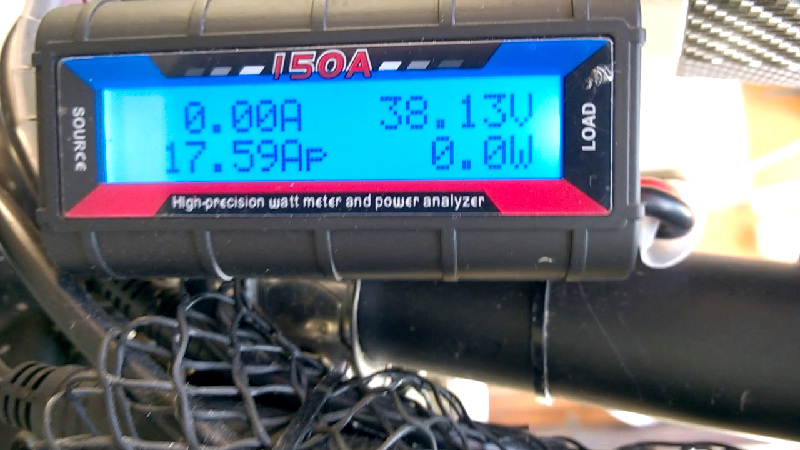 150A
SOURCE
0.00A 38.13V
17.59Ap 0.0W
LOAD
High-precision watt meter and power analyzer